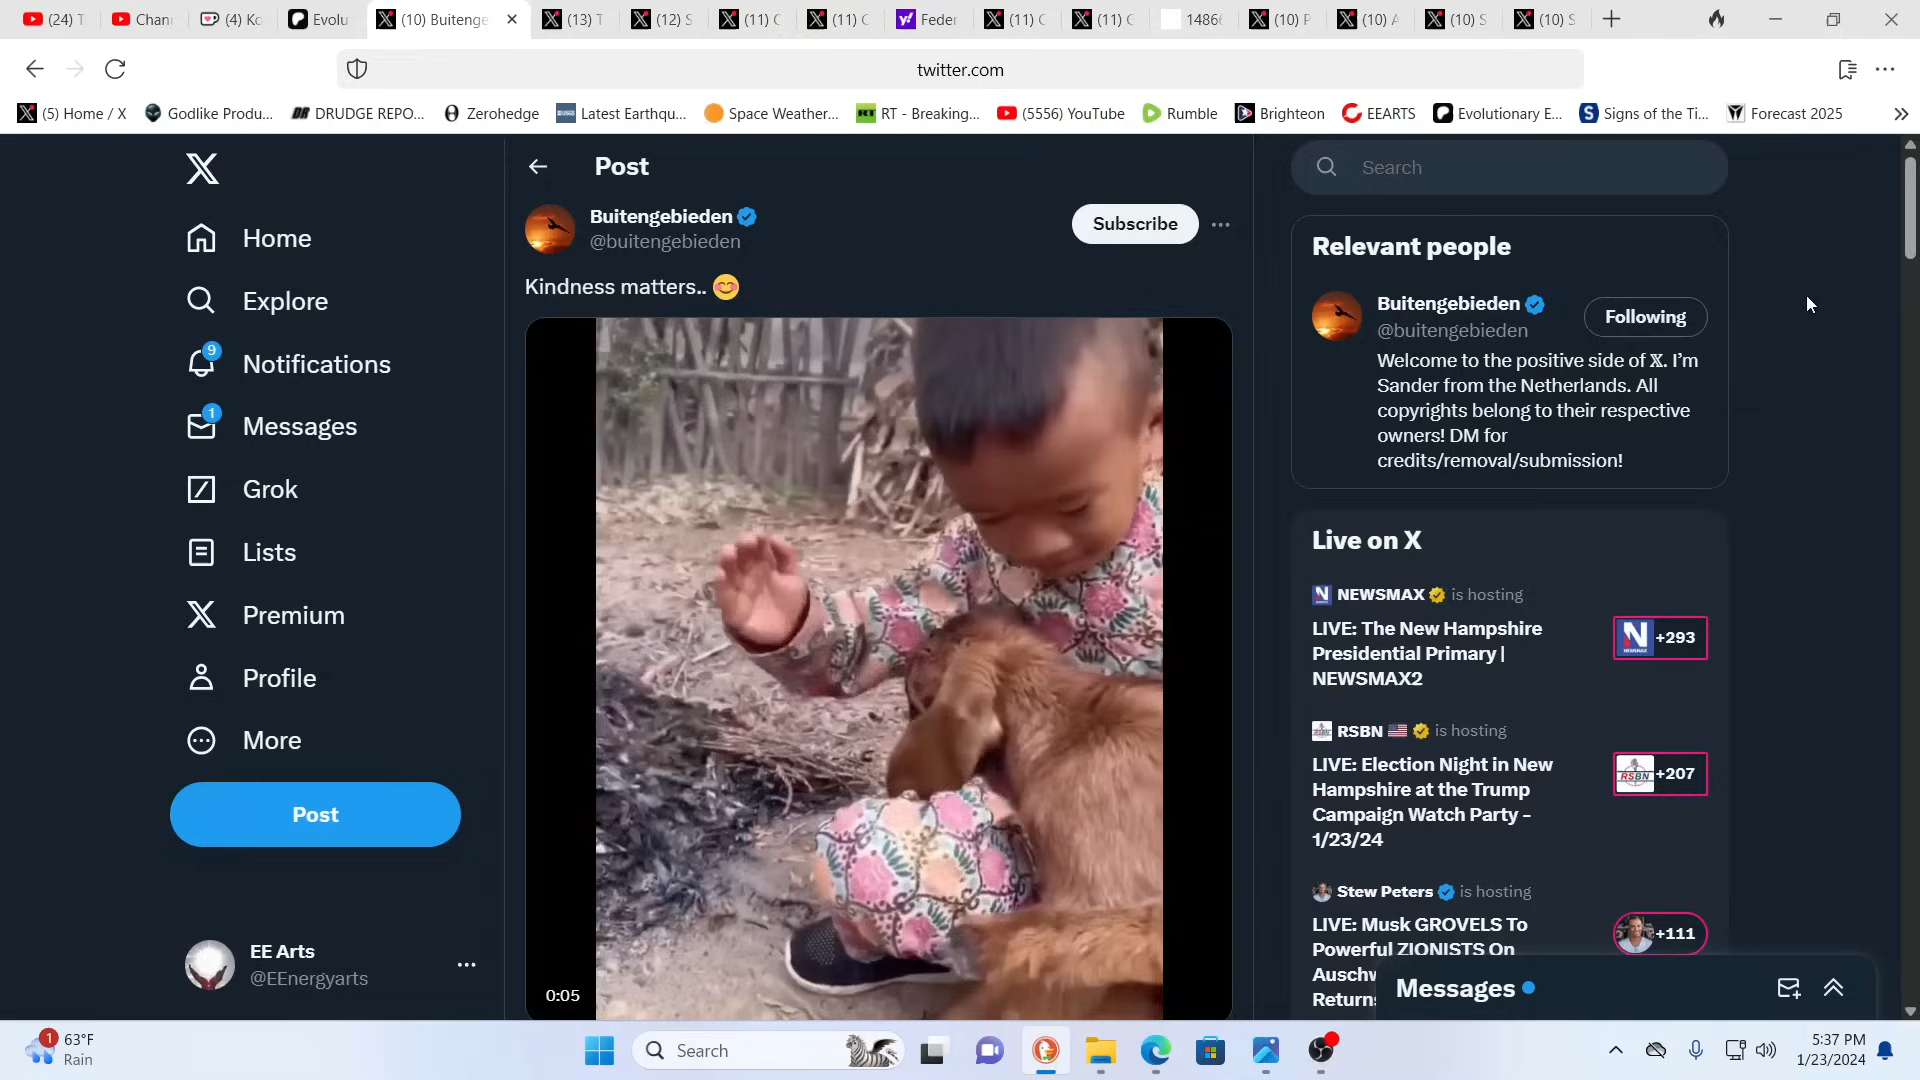 (24) T
Chan
(4) Ko
Evolu
(10) Buitenge
(13) T
(12) S
(11) C
(11) C
Feder
(11) C
(11) C
1486
(10) P
(10) A
(10) S
(10) S
twitter.com
(5) Home / X
Godlike Produ...
DRUDGE REPO...
Zerohedge
Latest Earthqu...
Space Weather...
RT - Breaking...
(5556) YouTube
Rumble
Brighteon
EEARTS
Evolutionary E...
Signs of the Ti...
Forecast 2025
Home
Explore
9
Notifications
1
Messages
Grok
Lists
Premium
Profile
More
Post
EE Arts
@EEnergyarts
Post
Buitengebieden
@buitengebieden
Subscribe
Kindness matters.. 😊
0:05
Search
Relevant people
Buitengebieden
@buitengebieden
Following
Welcome to the positive side of 𝕏. I'm
Sander from the Netherlands. All
copyrights belong to their respective
owners! DM for
credits/removal/submission!
Live on X
NEWSMAX is hosting
LIVE: The New Hampshire
Presidential Primary |
NEWSMAX2
+293
RSBN 🇺🇸 is hosting
LIVE: Election Night in New
Hampshire at the Trump
Campaign Watch Party -
1/23/24
RSBN
+207
Stew Peters is hosting
LIVE: Musk GROVELS To
Powerful ZIONISTS On
+111
Messages
1
63°F
Rain
Search
5:37 PM
1/23/2024